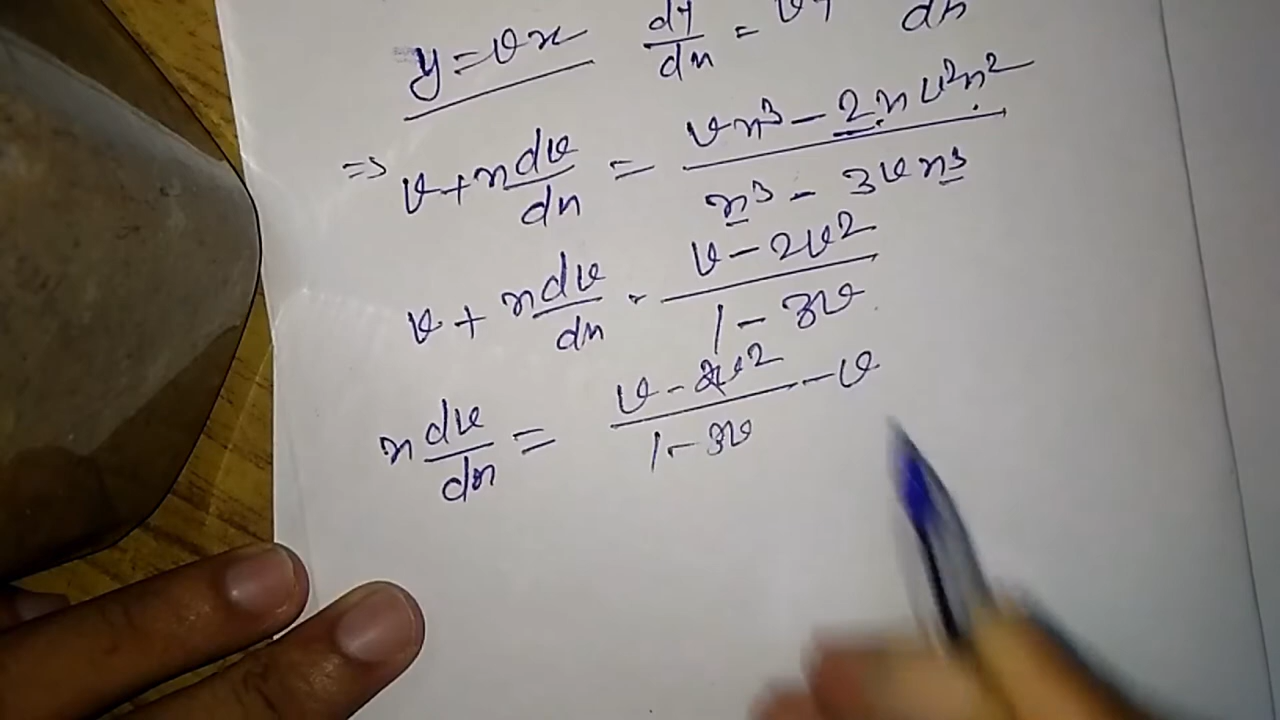 y = vx dy/dx = v +  dx
=> v + x dv/dx = (vx³ - 2x v²x²)/(x³ - 3vx³)
v + x dv/dx = (v - 2v²)/(1 - 3v)
x dv/dx = (v - 2v²)/(1 - 3v) - v